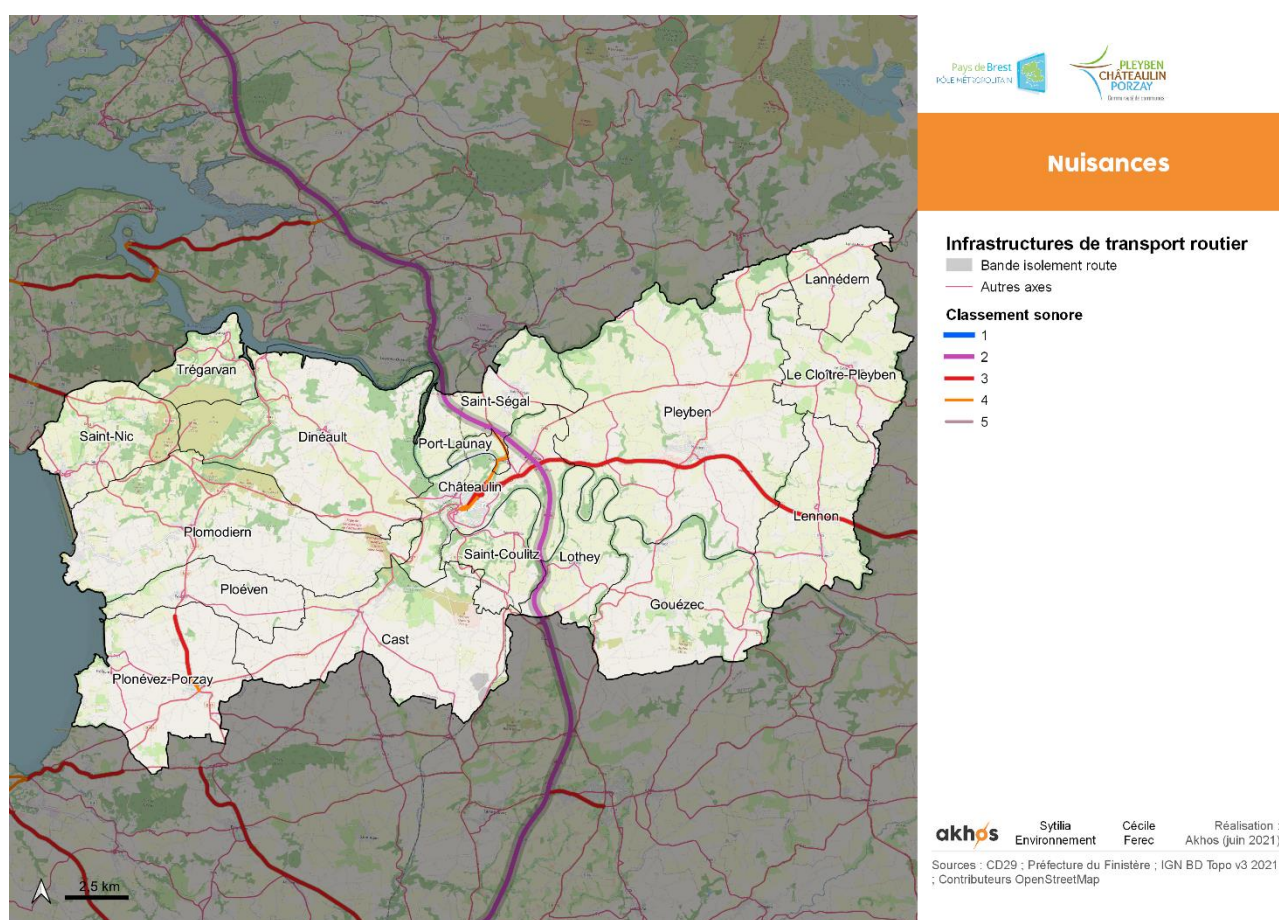 Pays de Brest
PÔLE MÉTROPOLITAIN
PLEYBEN
CHÂTEAULIN
PORZAY
Communauté de communes
Nuisances
Infrastructures de transport routier
Bande isolement route
Autres axes
Classement sonore
1
2
3
4
5
Lannédern
Trégarvan
Le Cloître-Pleyben
Saint-Ségal
Pleyben
Saint-Nic
Dinéault
Port-Launay
Châteaulin
Lennon
Plomodiern
Saint-Coulitz
Lothey
Ploéven
Gouézec
Cast
Plonévez-Porzay
2,5 km
akhos
Sytilia
Environnement
Cécile
Ferec
Réalisation :
Akhos (juin 2021)
Sources : CD29 ; Préfecture du Finistère ; IGN BD Topo v3 2021
; Contributeurs OpenStreetMap